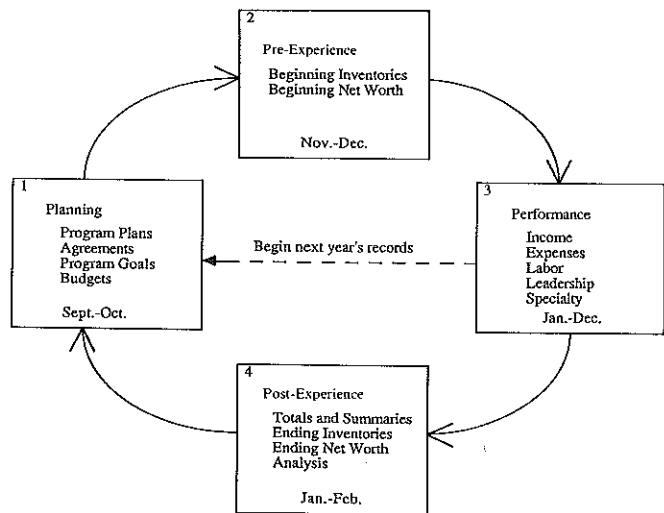 2
Pre-Experience
Beginning Inventories
Beginning Net Worth
Nov.-Dec.
1
Planning
Program Plans
Agreements
Program Goals
Budgets
Sept.-Oct.
Begin next year's records
3
Performance
Income
Expenses
Labor
Leadership
Specialty
Jan.-Dec.
4
Post-Experience
Totals and Summaries
Ending Inventories
Ending Net Worth
Analysis
Jan.-Feb.